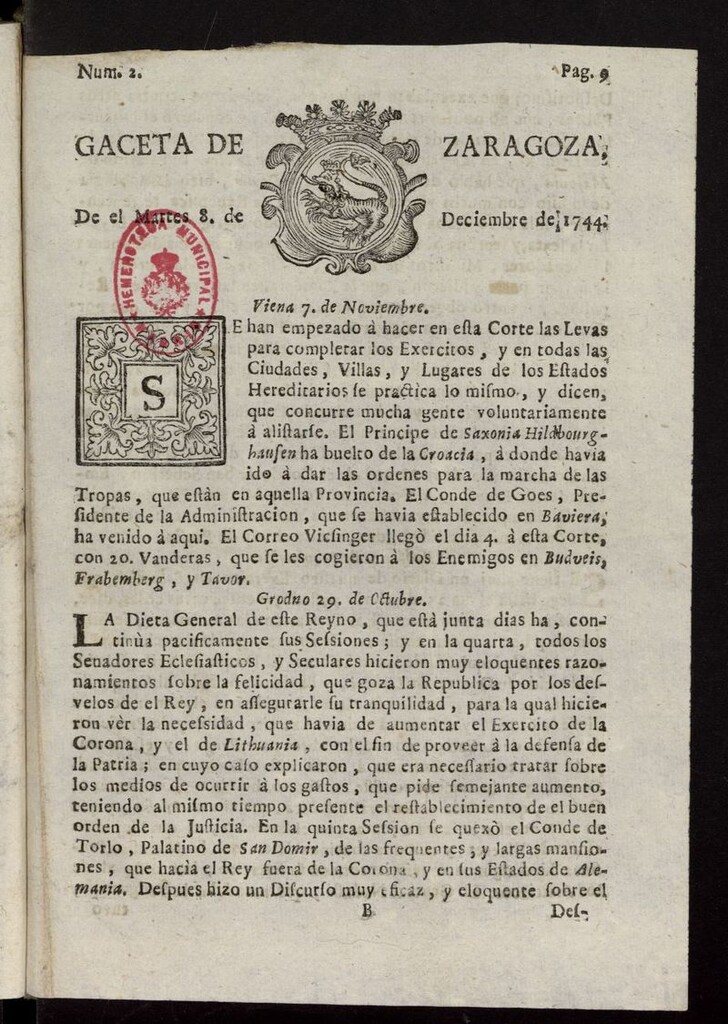 Num. 2. Pag. 9
GACETA DE ZARAGOZA,
De el Martes 8. de Deciembre de 1744.
HEMEROTECA MUNICIPAL
MADRID
Viena 7. de Noviembre.
SE han empezado à hacer en eſta Corte las Levas
para completar los Exercitos, y en todas las
Ciudades, Villas, y Lugares de los Eſtados
Hereditarios ſe practica lo miſmo, y dicen,
que concurre mucha gente voluntariamente
à aliſtarſe. El Principe de Saxonia Hildbourg-
hauſen ha buelto de la Croacia, à donde havia
ido à dar las ordenes para la marcha de las
Tropas, que eſtàn en aquella Provincia. El Conde de Goes, Pre-
ſidente de la Adminiſtracion, que ſe havia eſtablecido en Baviera,
ha venido à aqui. El Correo Vicſinger llegò el dia 4. à eſta Corte,
con 20. Vanderas, que ſe les cogieron à los Enemigos en Budveis,
Frabemberg, y Tavor.
Grodno 29. de Octubre.
LA Dieta General de eſte Reyno, que eſtà junta dias ha, con-
tinùa pacificamente ſus Seſsiones; y en la quarta, todos los
Senadores Ecleſiaſticos, y Seculares hicieron muy eloquentes razo-
namientos ſobre la felicidad, que goza la Republica por los deſ-
velos de el Rey, en aſſegurarle ſu tranquilidad, para la qual hicie-
ron vèr la neceſsidad, que havia de aumentar el Exercito de la
Corona, y el de Lithuania, con el fin de proveer à la defenſa de
la Patria; en cuyo caſo explicaron, que era neceſſario tratar ſobre
los medios de ocurrir à los gaſtos, que pide ſemejante aumento,
teniendo al miſmo tiempo preſente el reſtablecimiento de el buen
orden de la Juſticia. En la quinta Seſsion ſe quexò el Conde de
Torlo, Palatino de San Domir, de las frequentes, y largas manſio-
nes, que hacia el Rey fuera de la Corona, y en ſus Eſtados de Ale-
mania. Deſpues hizo un Diſcurſo muy eficaz, y eloquente ſobre el
B Deſ-